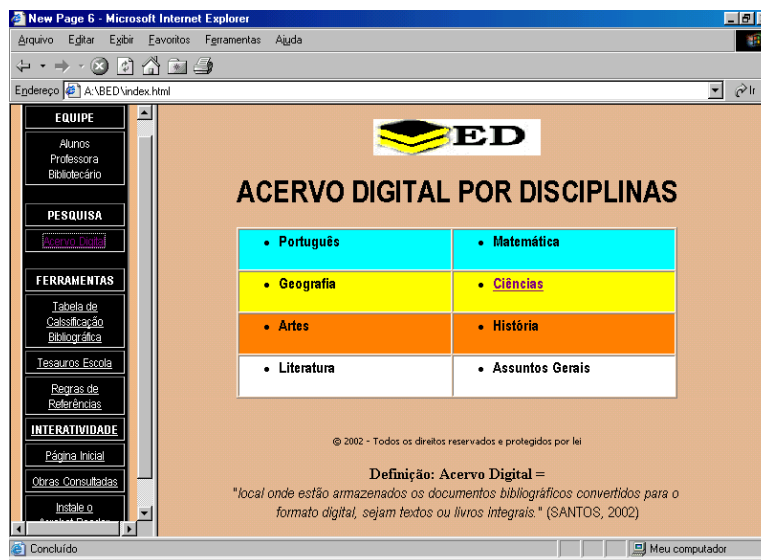 New Page 6 - Microsoft Internet Explorer
Arquivo Editar Exibir Favoritos Ferramentas Ajuda
Endereço A:\BED\index.html Ir
EQUIPE
Alunos
Professora
Bibliotecário
PESQUISA
Acervo Digital
FERRAMENTAS
Tabela de
Calssificação
Bibliográfica
Tesauros Escola
Regras de
Referências
INTERATIVIDADE
Página Inicial
Obras Consultadas
Instale o
Acrobat Reader
ED
ACERVO DIGITAL POR DISCIPLINAS
• Português
• Matemática
• Geografia
• Ciências
• Artes
• História
• Literatura
• Assuntos Gerais
© 2002 - Todos os direitos reservados e protegidos por lei
Definição: Acervo Digital =
"local onde estão armazenados os documentos bibliográficos convertidos para o
formato digital, sejam textos ou livros integrais." (SANTOS, 2002)
Concluído
Meu computador